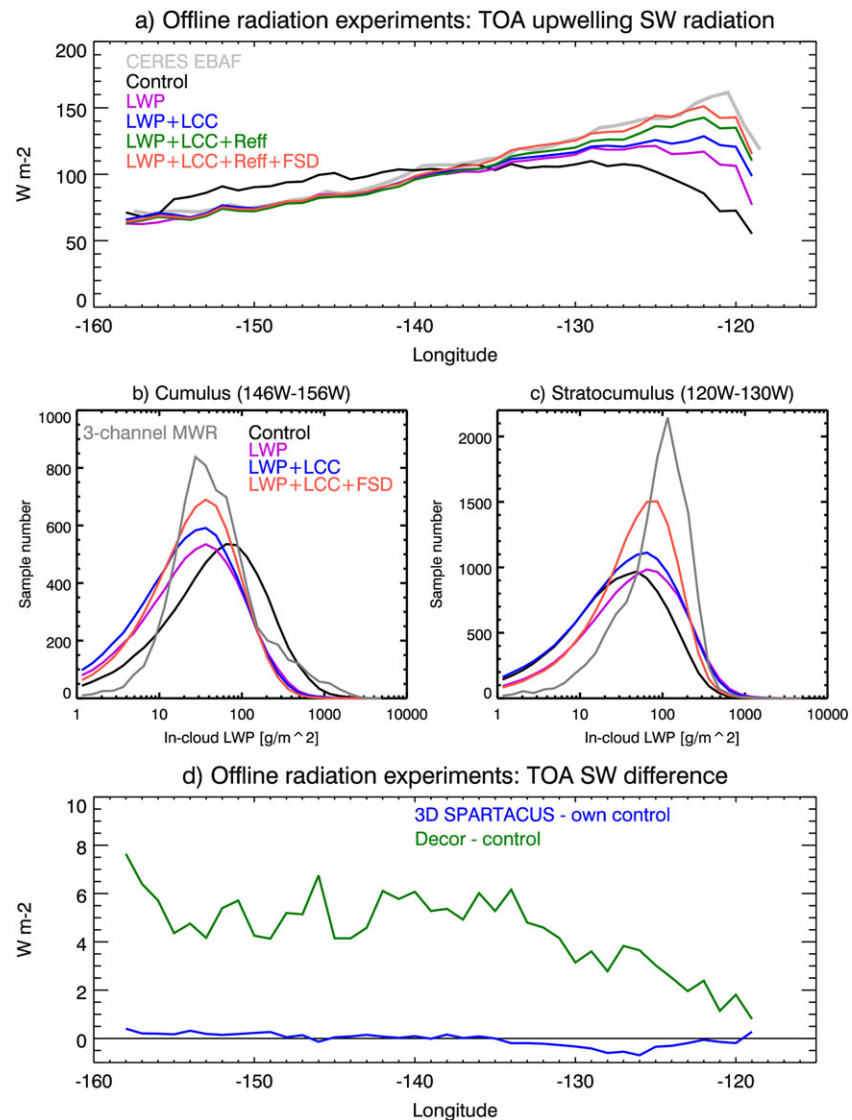 a) Offline radiation experiments: TOA upwelling SW radiation
200
150
100
50
0
W m-2
CERES EBAF
Control
LWP
LWP+LCC
LWP+LCC+Reff
LWP+LCC+Reff+FSD
-160 -150 -140 -130 -120
Longitude
b) Cumulus (146W-156W)
1000
800
600
400
200
0
Sample number
3-channel MWR
Control
LWP
LWP+LCC
LWP+LCC+FSD
1 10 100 1000 10000
In-cloud LWP [g/m^2]
c) Stratocumulus (120W-130W)
2000
1500
1000
500
0
Sample number
1 10 100 1000 10000
In-cloud LWP [g/m^2]
d) Offline radiation experiments: TOA SW difference
10
8
6
4
2
0
W m-2
3D SPARTACUS - own control
Decor - control
-160 -150 -140 -130 -120
Longitude